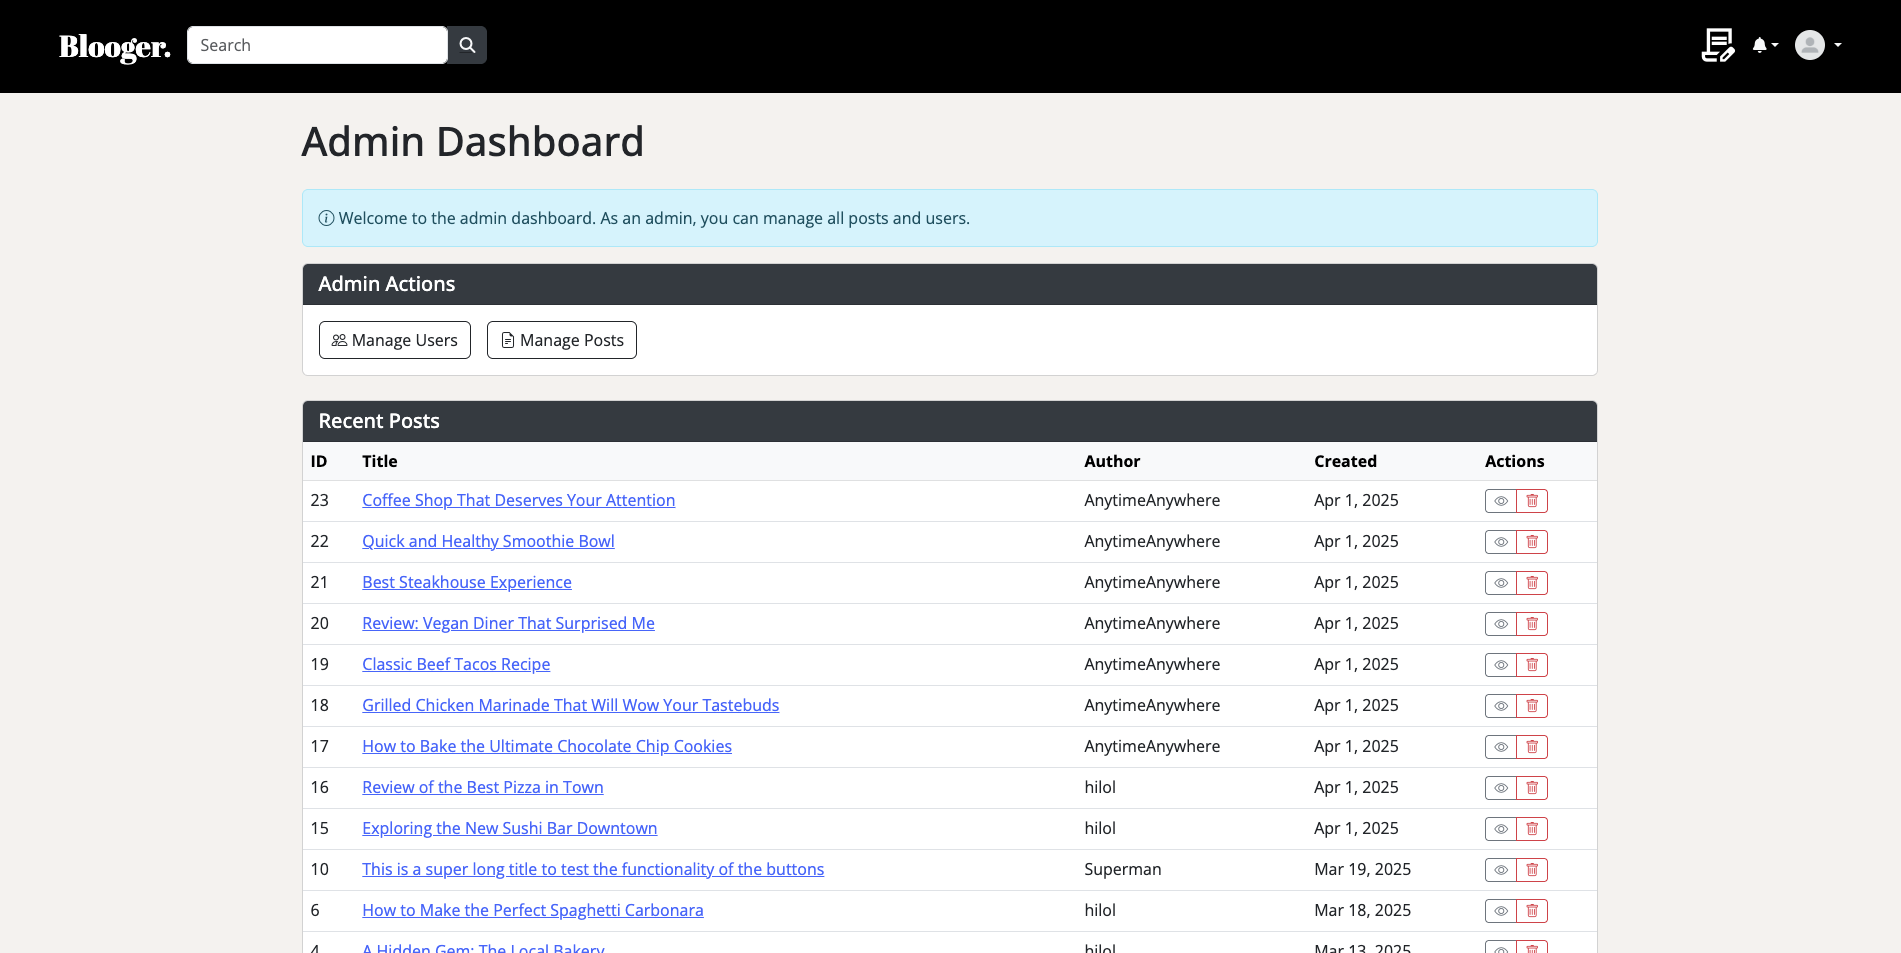 Blooger.
Search
Admin Dashboard
Welcome to the admin dashboard. As an admin, you can manage all posts and users.
Admin Actions
Manage Users Manage Posts
Recent Posts
ID Title Author Created Actions
23 Coffee Shop That Deserves Your Attention AnytimeAnywhere Apr 1, 2025
22 Quick and Healthy Smoothie Bowl AnytimeAnywhere Apr 1, 2025
21 Best Steakhouse Experience AnytimeAnywhere Apr 1, 2025
20 Review: Vegan Diner That Surprised Me AnytimeAnywhere Apr 1, 2025
19 Classic Beef Tacos Recipe AnytimeAnywhere Apr 1, 2025
18 Grilled Chicken Marinade That Will Wow Your Tastebuds AnytimeAnywhere Apr 1, 2025
17 How to Bake the Ultimate Chocolate Chip Cookies AnytimeAnywhere Apr 1, 2025
16 Review of the Best Pizza in Town hilol Apr 1, 2025
15 Exploring the New Sushi Bar Downtown hilol Apr 1, 2025
10 This is a super long title to test the functionality of the buttons Superman Mar 19, 2025
6 How to Make the Perfect Spaghetti Carbonara hilol Mar 18, 2025
4 A Hidden Gem: The Local Bakery hilol Mar 13, 2025